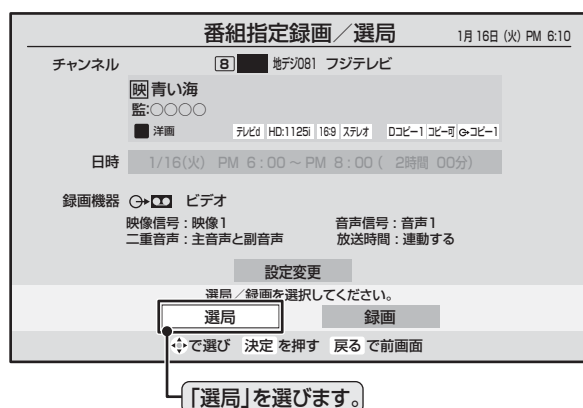 番組指定録画／選局 1月16日 (火) PM 6:10
チャンネル 8 地デジ081 フジテレビ
映 青い海
監:○○○○
洋画 テレビd HD:1125i 16:9 ステレオ Dコピー1 コピー可 コピー1
日時 1/16(火) PM 6:00～PM 8:00 ( 2時間 00分)
録画機器 ビデオ
映像信号：映像1 音声信号：音声1
二重音声：主音声と副音声 放送時間：連動する
設定変更
選局／録画を選択してください。
選局 録画
で選び 決定 を押す 戻る で前画面
「選局」を選びます。